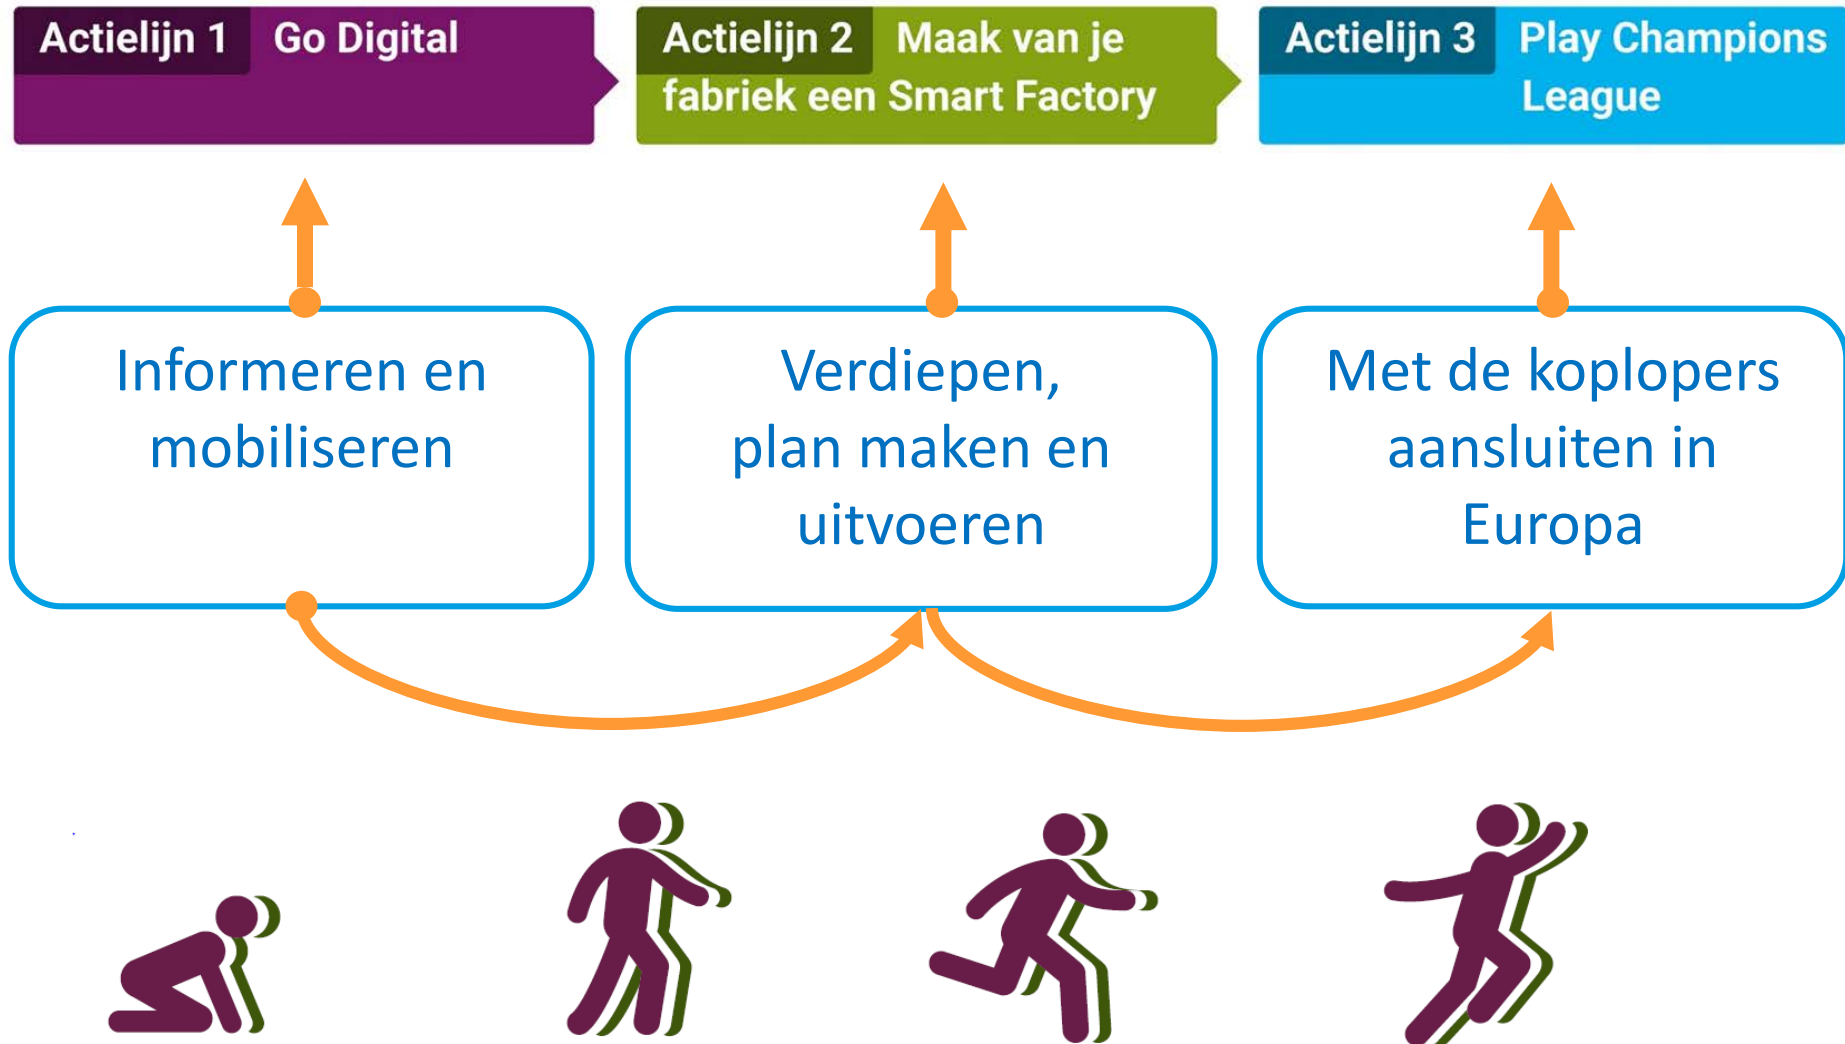 Actielijn 1 Go Digital
Actielijn 2 Maak van je
fabriek een Smart Factory
Actielijn 3 Play Champions
League
Informeren en
mobiliseren
Verdiepen,
plan maken en
uitvoeren
Met de koplopers
aansluiten in
Europa